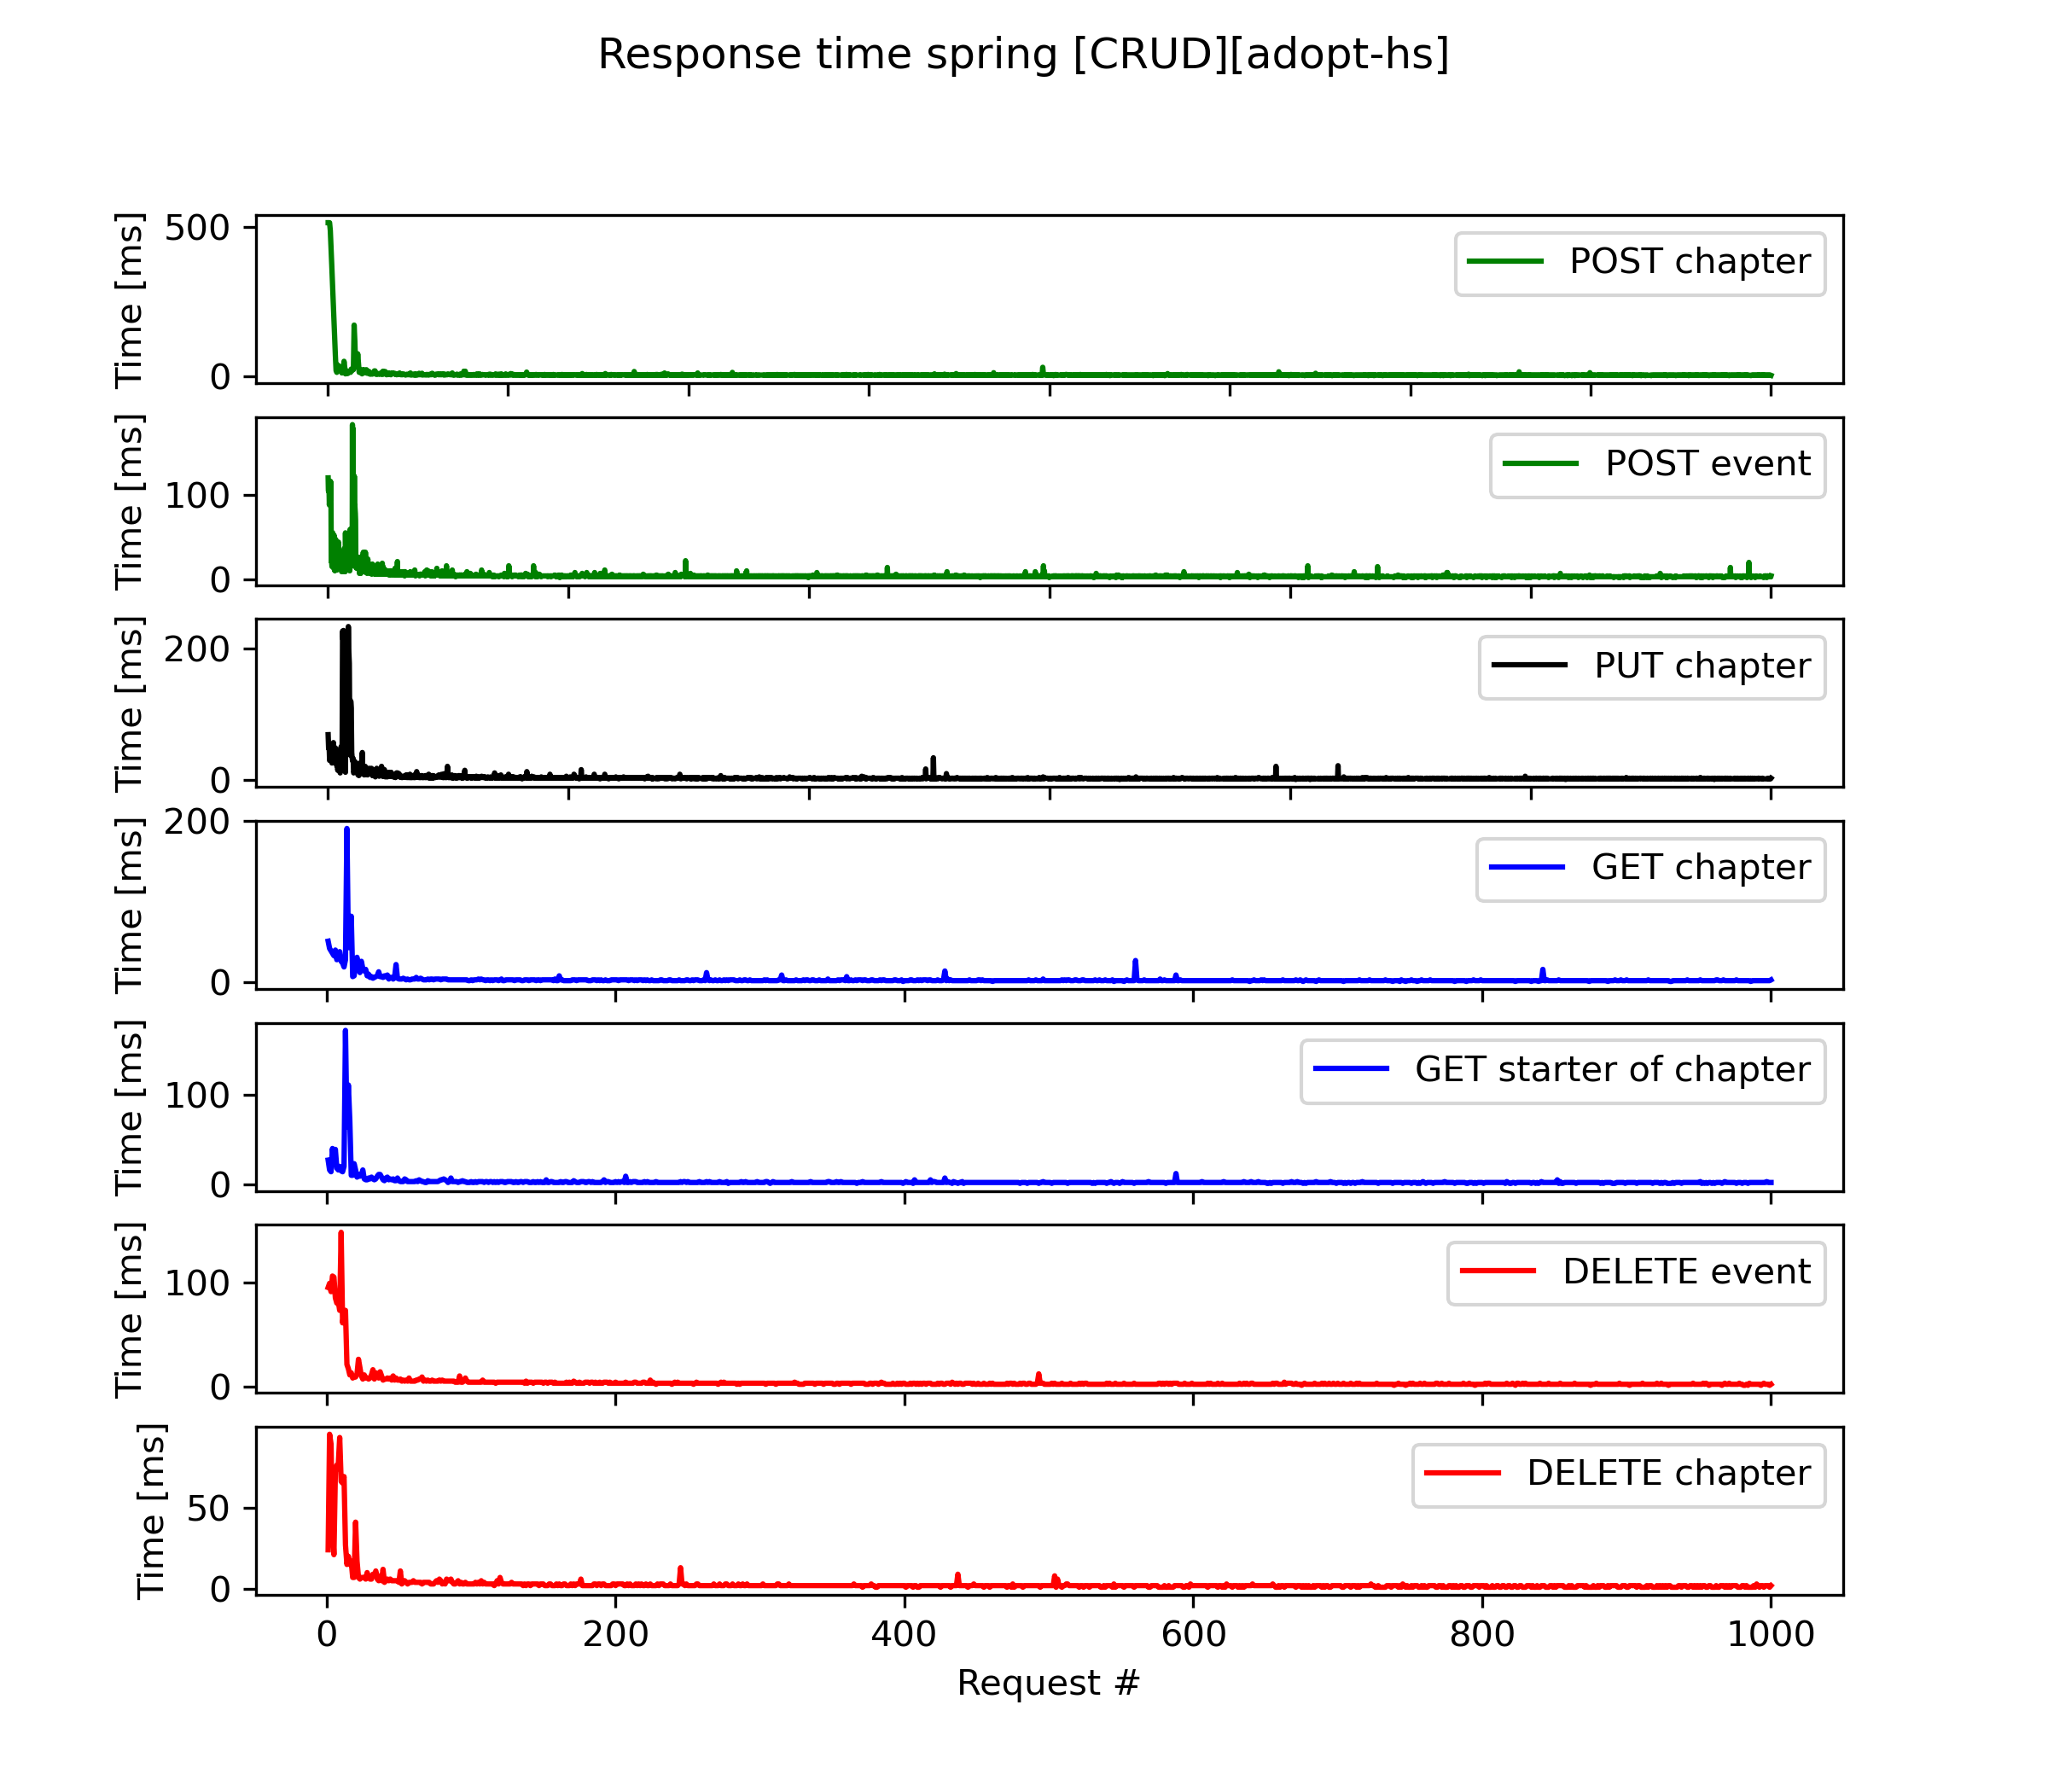 Response time spring [CRUD][adopt-hs]
Time [ms]
500
0
POST chapter
Time [ms]
100
0
POST event
Time [ms]
200
0
PUT chapter
Time [ms]
200
0
GET chapter
Time [ms]
100
0
GET starter of chapter
Time [ms]
100
0
DELETE event
Time [ms]
50
0
DELETE chapter
0 200 400 600 800 1000
Request #